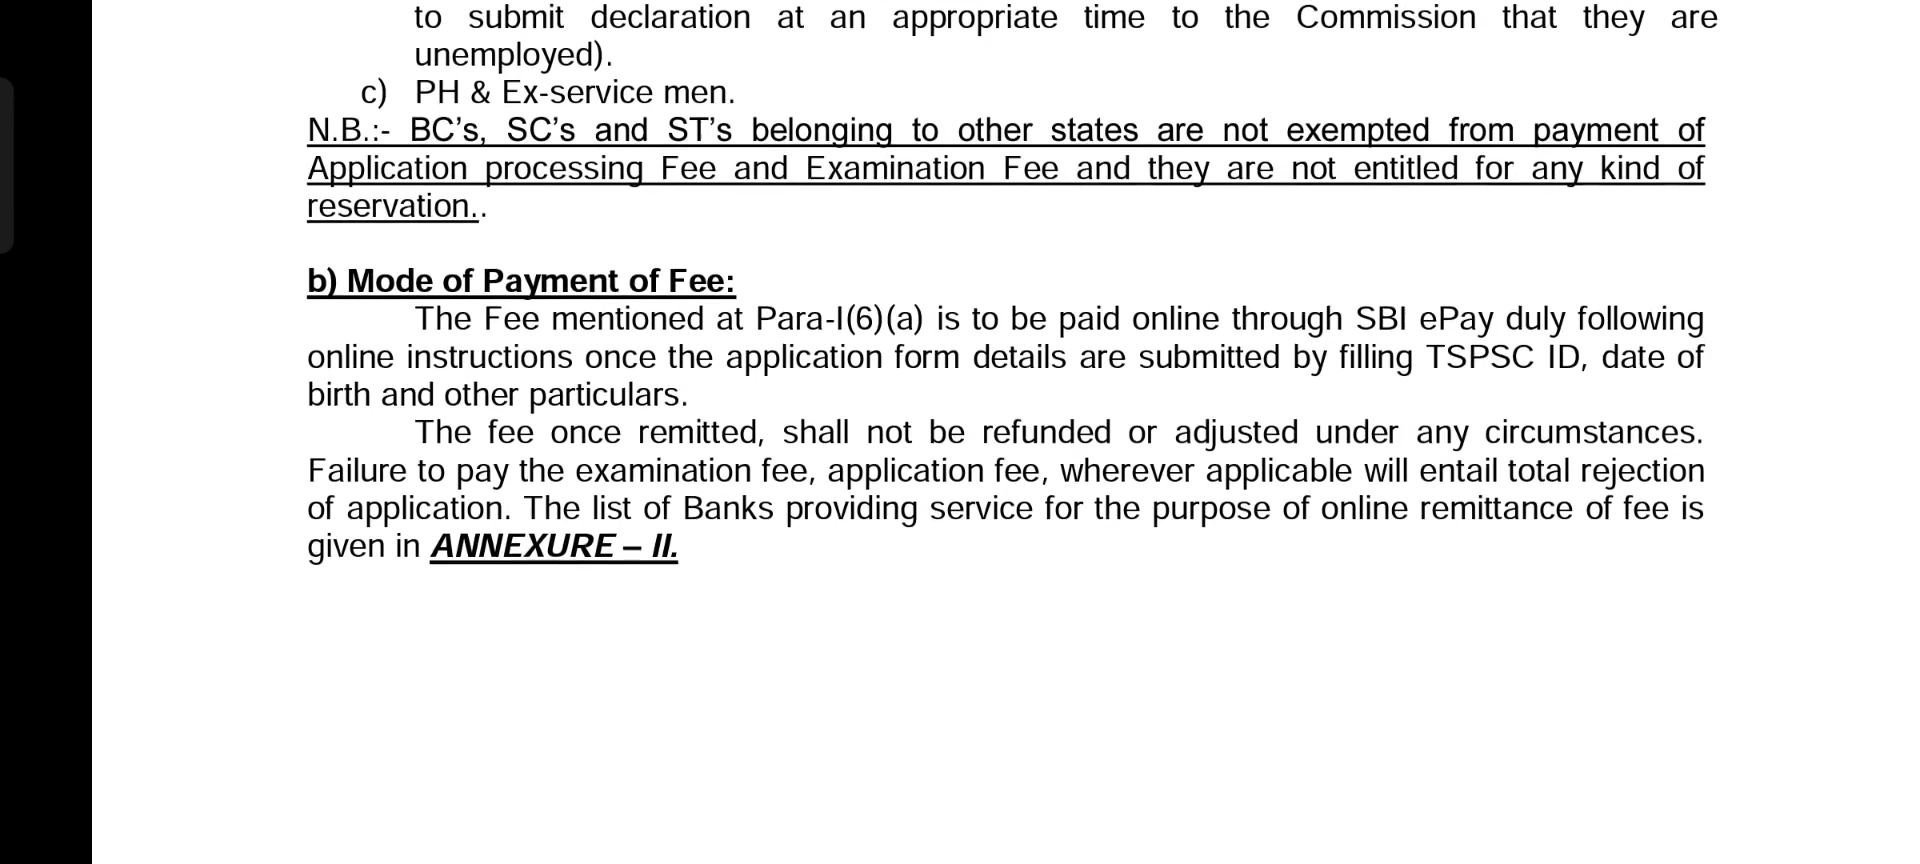 to submit declaration at an appropriate time to the Commission that they are
unemployed).
c) PH & Ex-service men.
N.B.:- BC’s, SC’s and ST’s belonging to other states are not exempted from payment of
Application processing Fee and Examination Fee and they are not entitled for any kind of
reservation..
b) Mode of Payment of Fee:
The Fee mentioned at Para-I(6)(a) is to be paid online through SBI ePay duly following
online instructions once the application form details are submitted by filling TSPSC ID, date of
birth and other particulars.
The fee once remitted, shall not be refunded or adjusted under any circumstances.
Failure to pay the examination fee, application fee, wherever applicable will entail total rejection
of application. The list of Banks providing service for the purpose of online remittance of fee is
given in ANNEXURE – II.